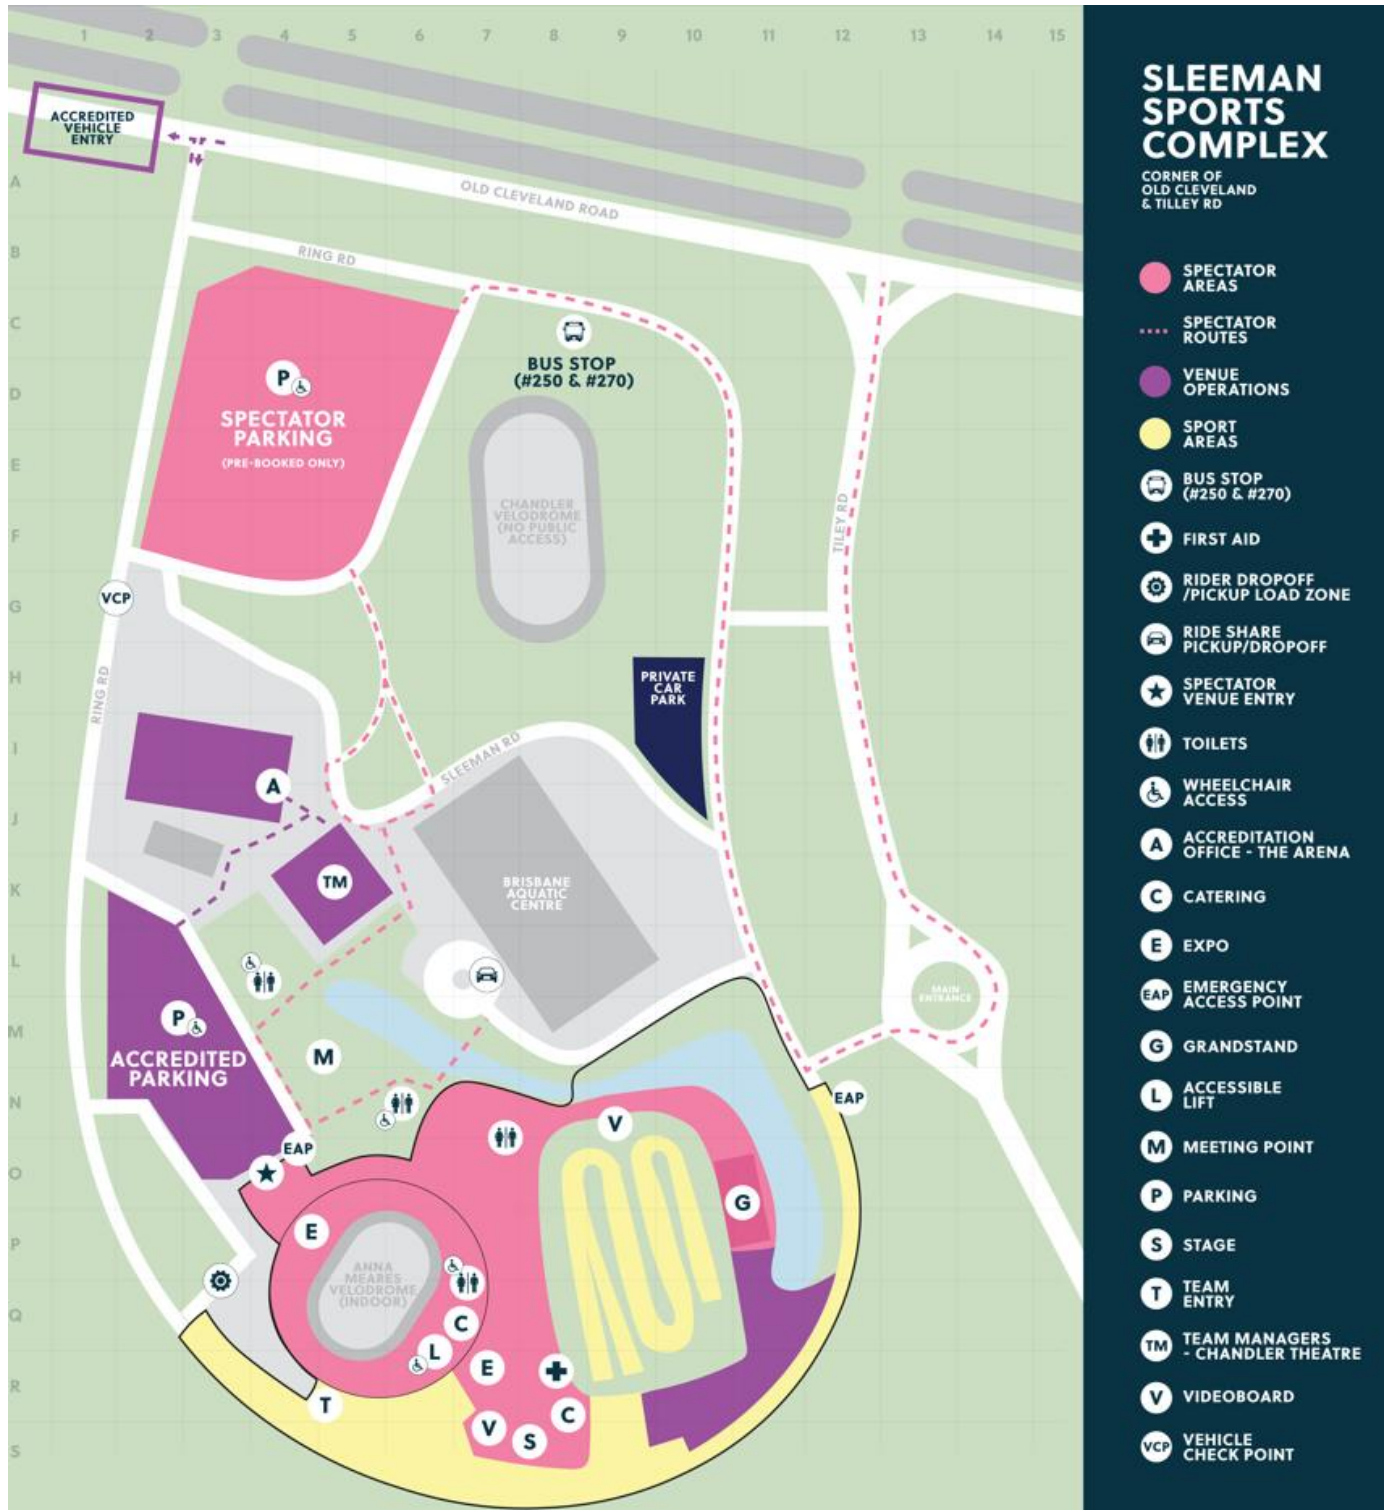 1 2 3 4 5 6 7 8 9 10 11 12 13 14 15
ACCREDITED
VEHICLE
ENTRY
A
OLD CLEVELAND ROAD
B
RING RD
C
BUS STOP
(#250 & #270)
P
D
SPECTATOR
PARKING
(PRE-BOOKED ONLY)
E
CHANDLER
VELODROME
(NO PUBLIC
ACCESS)
TILEY RD
F
VCP
G
H
RING RD
PRIVATE
CAR
PARK
I
SLEEMAN RD
A
J
TM
K
BRISBANE
AQUATIC
CENTRE
L
MAIN
ENTRANCE
P
M
M
ACCREDITED
PARKING
N
EAP
V
EAP
O
G
E
P
ANNA
MEARES
VELODROME
(INDOOR)
Q
C
L
E
R
T
C
V
S
S
SLEEMAN
SPORTS
COMPLEX
CORNER OF
OLD CLEVELAND
& TILLEY RD
SPECTATOR
AREAS
SPECTATOR
ROUTES
VENUE
OPERATIONS
SPORT
AREAS
BUS STOP
(#250 & #270)
FIRST AID
RIDER DROPOFF
/PICKUP LOAD ZONE
RIDE SHARE
PICKUP/DROPOFF
SPECTATOR
VENUE ENTRY
TOILETS
WHEELCHAIR
ACCESS
A ACCREDITATION
OFFICE - THE ARENA
C CATERING
E EXPO
EAP EMERGENCY
ACCESS POINT
G GRANDSTAND
L ACCESSIBLE
LIFT
M MEETING POINT
P PARKING
S STAGE
T TEAM
ENTRY
TM TEAM MANAGERS
- CHANDLER THEATRE
V VIDEOBOARD
VCP VEHICLE
CHECK POINT